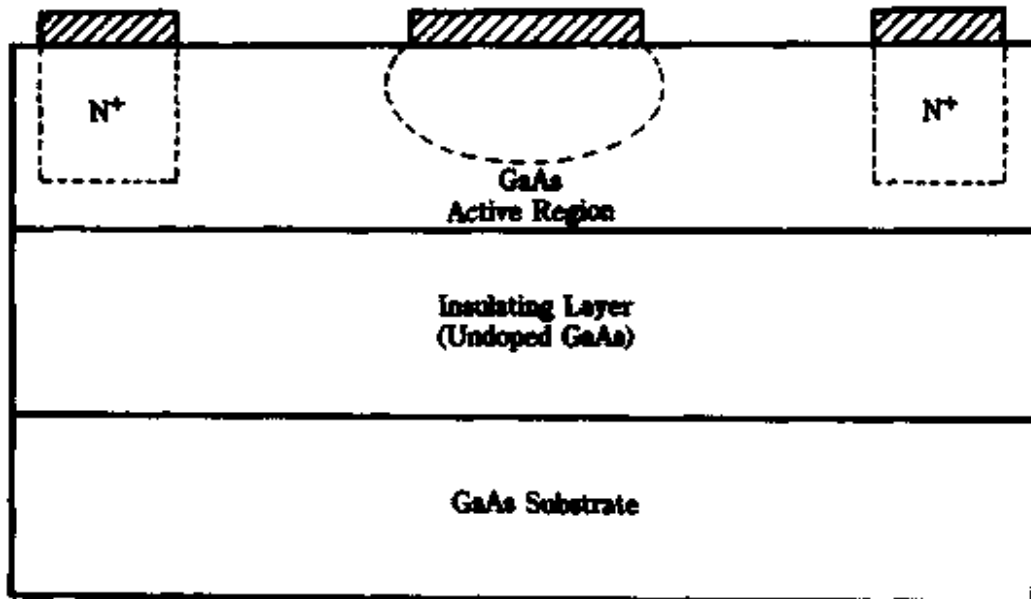 N⁺
N⁺
GaAs
Active Region
Insulating Layer
(Undoped GaAs)
GaAs Substrate